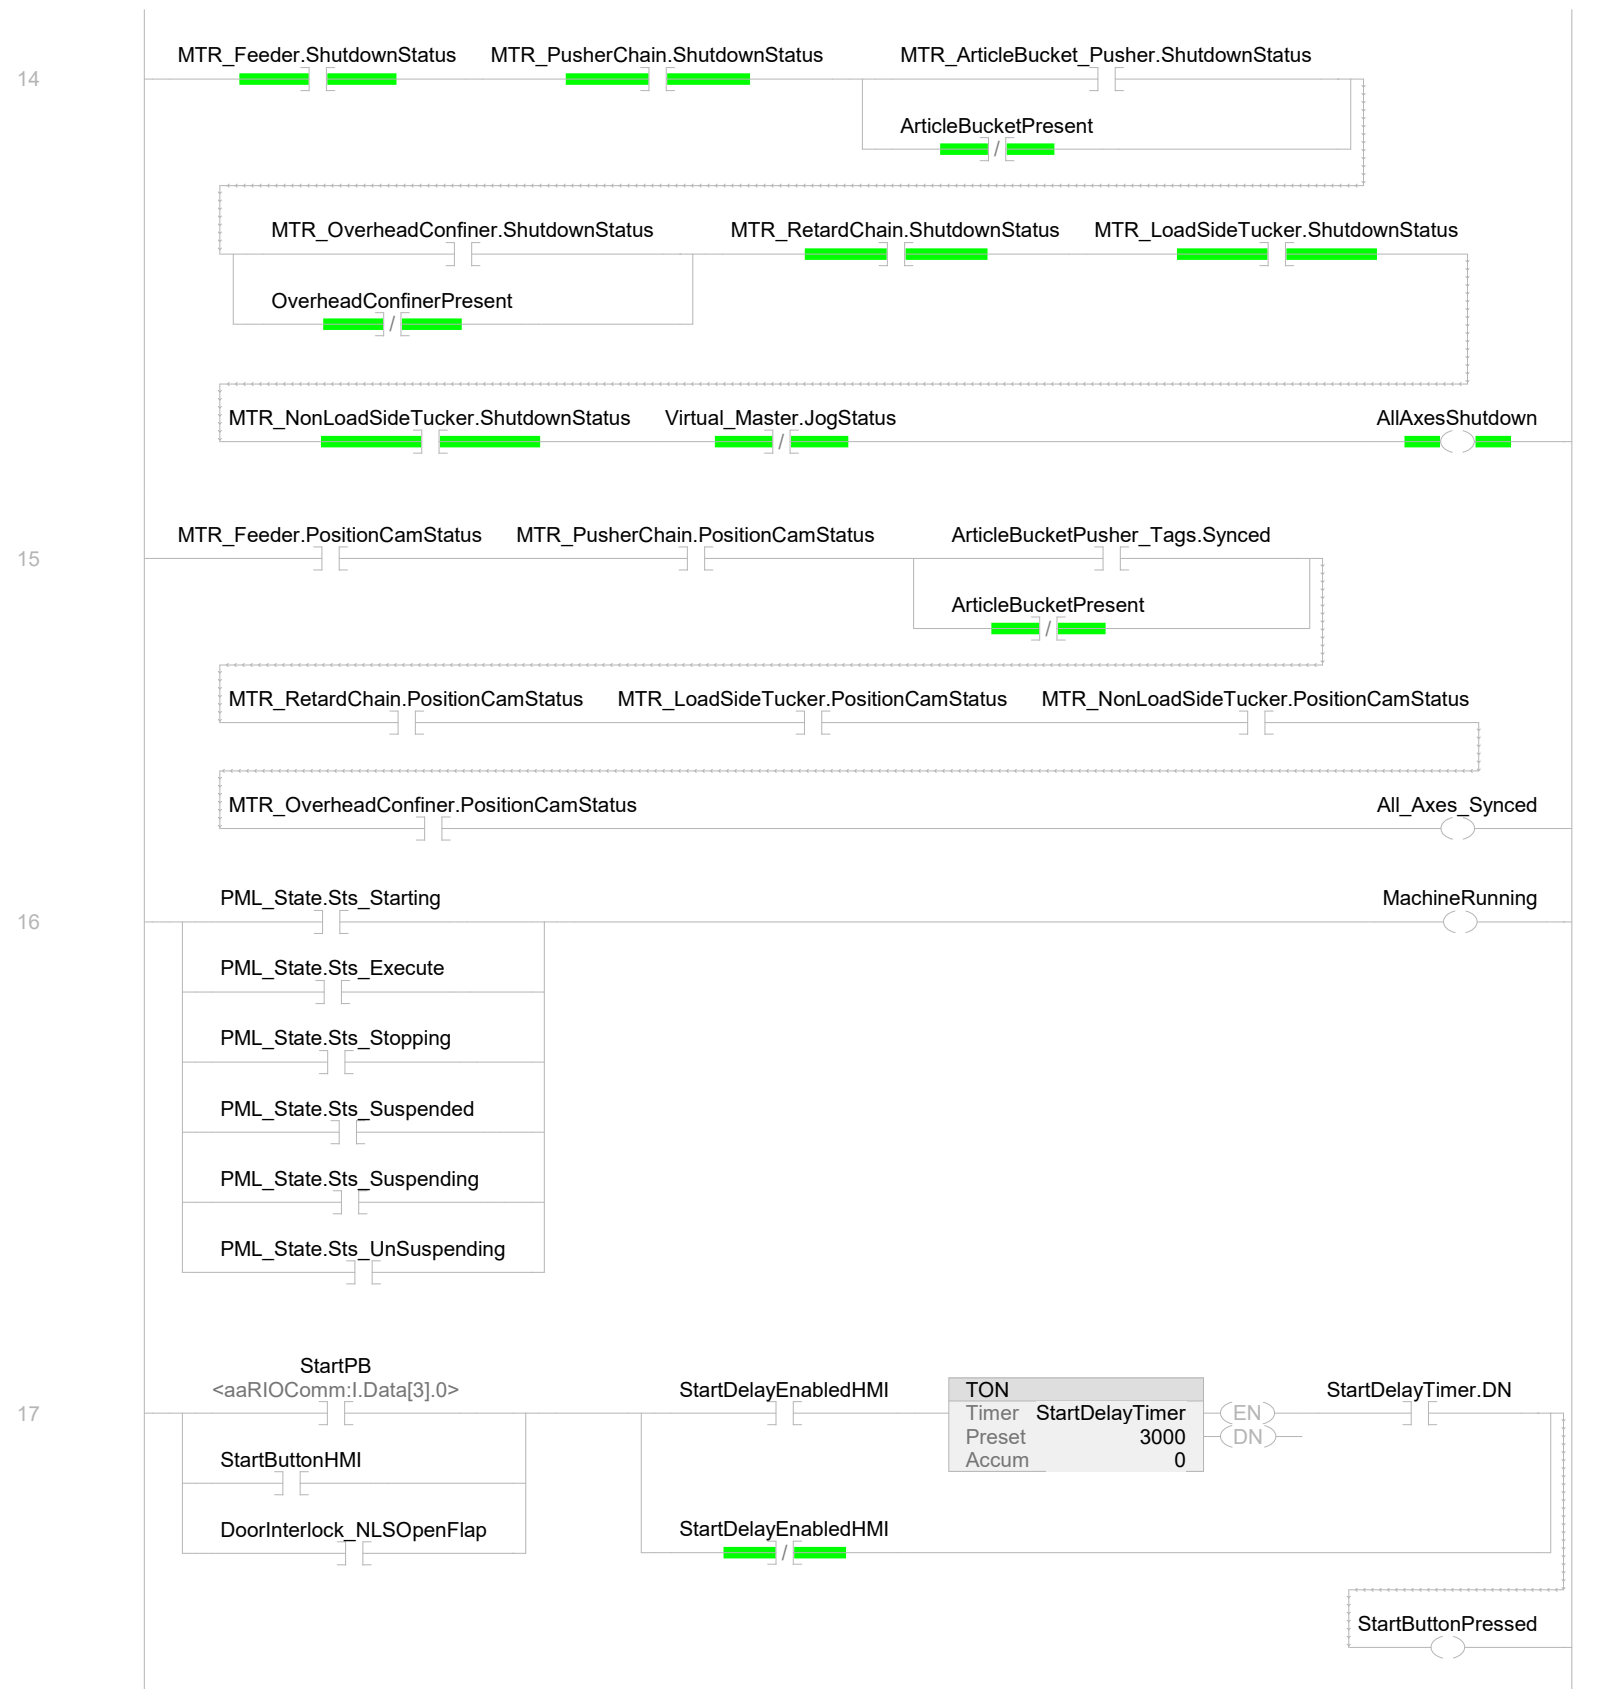 MTR_Feeder.ShutdownStatus MTR_PusherChain.ShutdownStatus MTR_ArticleBucket_Pusher.ShutdownStatus
14
ArticleBucketPresent
/
MTR_OverheadConfiner.ShutdownStatus MTR_RetardChain.ShutdownStatus MTR_LoadSideTucker.ShutdownStatus
OverheadConfinerPresent
/
MTR_NonLoadSideTucker.ShutdownStatus Virtual_Master.JogStatus AllAxesShutdown
/
MTR_Feeder.PositionCamStatus MTR_PusherChain.PositionCamStatus ArticleBucketPusher_Tags.Synced
15
ArticleBucketPresent
/
MTR_RetardChain.PositionCamStatus MTR_LoadSideTucker.PositionCamStatus MTR_NonLoadSideTucker.PositionCamStatus
MTR_OverheadConfiner.PositionCamStatus All_Axes_Synced
PML_State.Sts_Starting MachineRunning
16
PML_State.Sts_Execute
PML_State.Sts_Stopping
PML_State.Sts_Suspended
PML_State.Sts_Suspending
PML_State.Sts_UnSuspending
StartPB
<aaRIOComm:I.Data[3].0> StartDelayEnabledHMI TON StartDelayTimer.DN
17 Timer StartDelayTimer EN
Preset 3000 DN
StartButtonHMI Accum 0
DoorInterlock_NLSOpenFlap StartDelayEnabledHMI
/
StartButtonPressed